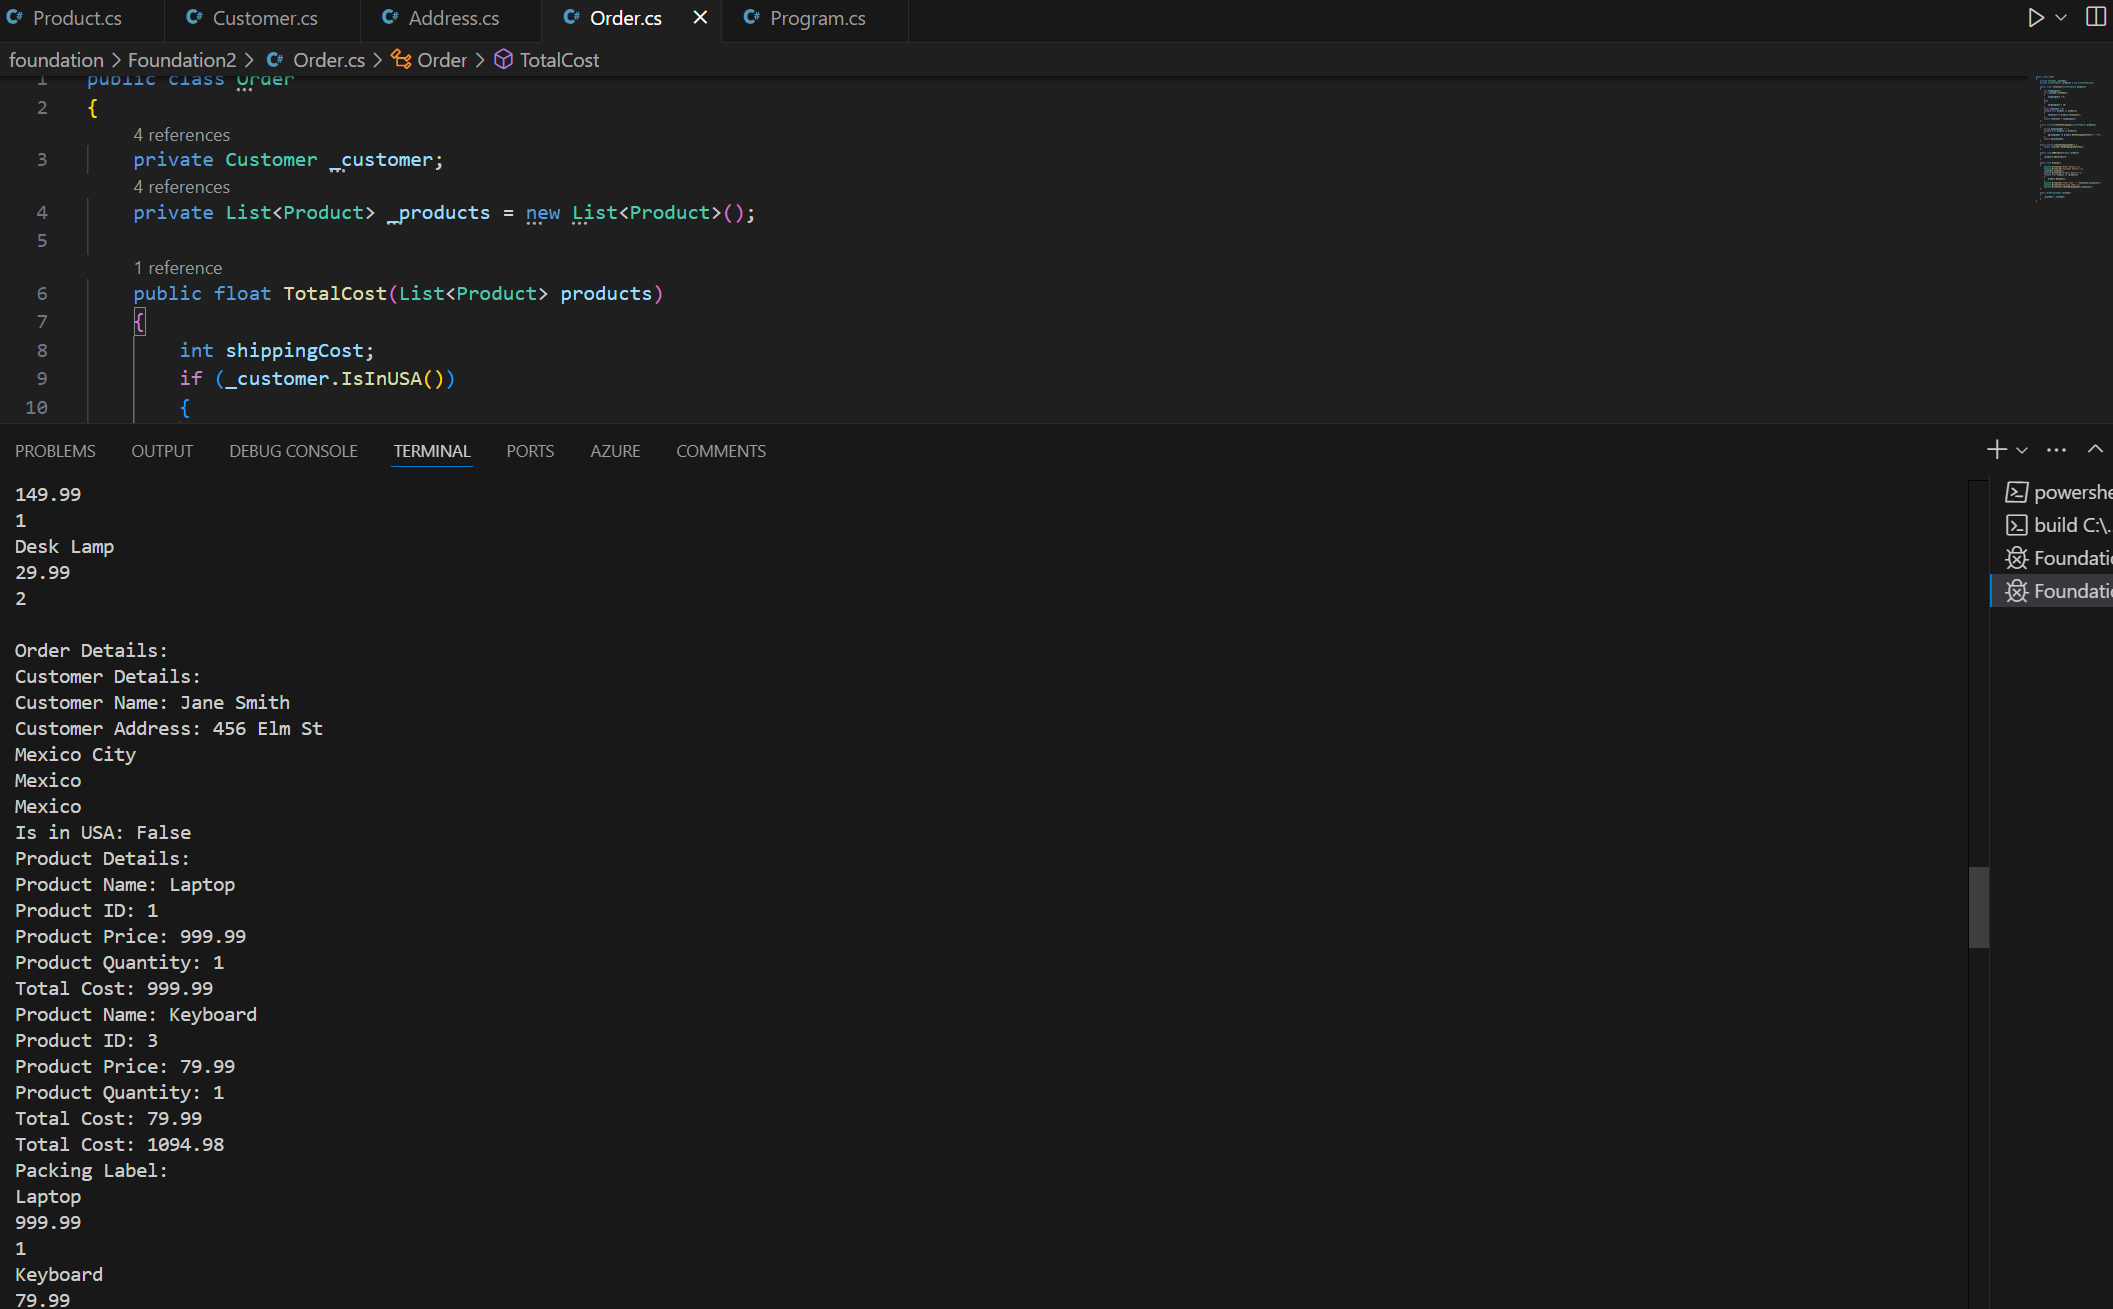 Product.cs Customer.cs Address.cs Order.cs Program.cs
foundation > Foundation2 > Order.cs > Order > TotalCost
1 public class Order
2 {
4 references
3 private Customer _customer;
4 references
4 private List<Product> _products = new List<Product>();
5
1 reference
6 public float TotalCost(List<Product> products)
7 {
8 int shippingCost;
9 if (_customer.IsInUSA())
10 {
PROBLEMS OUTPUT DEBUG CONSOLE TERMINAL PORTS AZURE COMMENTS
149.99
1
Desk Lamp
29.99
2
Order Details:
Customer Details:
Customer Name: Jane Smith
Customer Address: 456 Elm St
Mexico City
Mexico
Mexico
Is in USA: False
Product Details:
Product Name: Laptop
Product ID: 1
Product Price: 999.99
Product Quantity: 1
Total Cost: 999.99
Product Name: Keyboard
Product ID: 3
Product Price: 79.99
Product Quantity: 1
Total Cost: 79.99
Total Cost: 1094.98
Packing Label:
Laptop
999.99
1
Keyboard
79.99
powershe
build C:\.
Foundatio
Foundatio